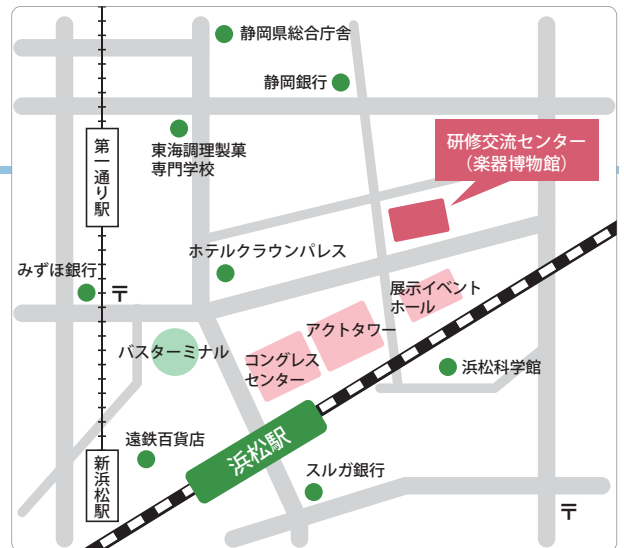 静岡県総合庁舎
静岡銀行
東海調理製菓
専門学校
研修交流センター
（楽器博物館）
第一通り駅
ホテルクラウンパレス
みずほ銀行
〒
展示イベント
ホール
アクトタワー
バスターミナル
コングレス
センター
浜松科学館
遠鉄百貨店
浜松駅
新浜松駅
スルガ銀行
〒